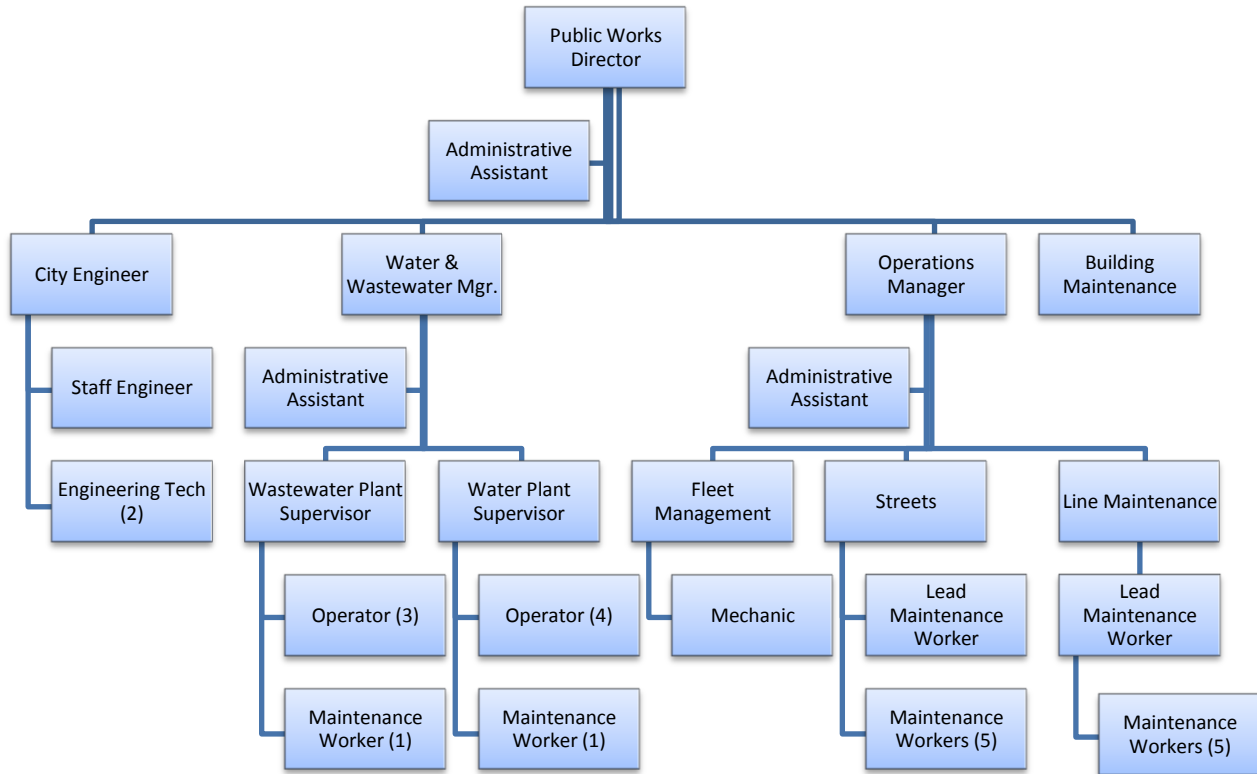 Public Works
Director
Administrative
Assistant
City Engineer
Water &
Wastewater Mgr.
Operations
Manager
Building
Maintenance
Staff Engineer
Administrative
Assistant
Administrative
Assistant
Engineering Tech
(2)
Wastewater Plant
Supervisor
Water Plant
Supervisor
Fleet
Management
Streets
Line Maintenance
Operator (3)
Operator (4)
Mechanic
Lead
Maintenance
Worker
Lead
Maintenance
Worker
Maintenance
Worker (1)
Maintenance
Worker (1)
Maintenance
Workers (5)
Maintenance
Workers (5)